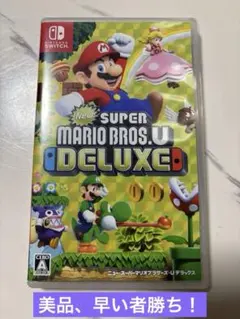 NINTENDO
SWITCH
New
SUPER
MARIO BROS. U
DELUXE
A
ニュー スーパーマリオブラザーズ・U デラックス
美品、早い者勝ち！